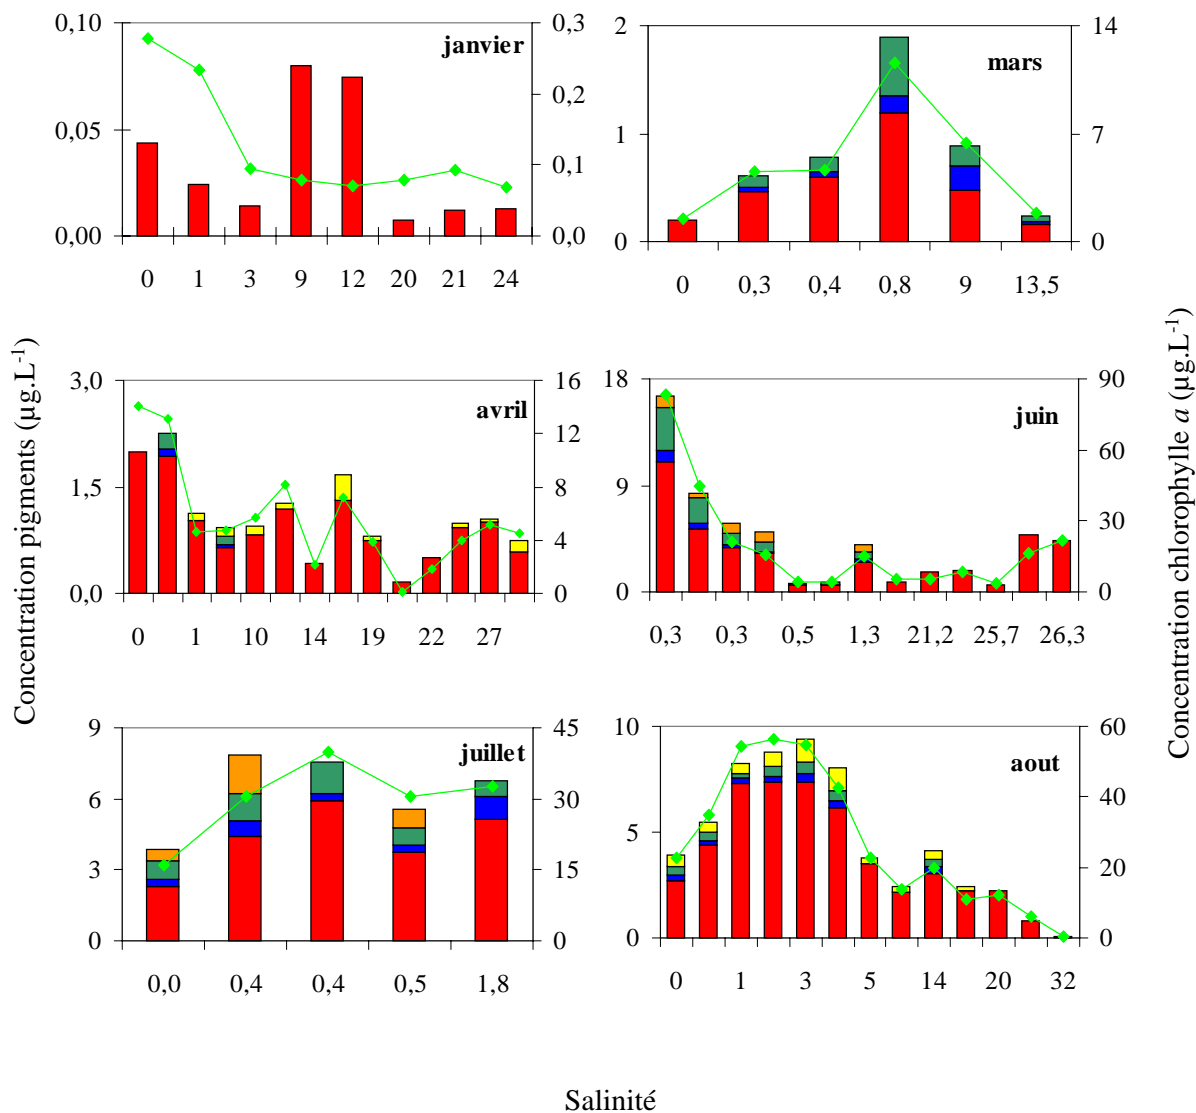 0,10
0,05
0,00
janvier
0,3
0,2
0,1
0,0
0 1 3 9 12 20 21 24
2
1
0
mars
14
7
0
0 0,3 0,4 0,8 9 13,5
Concentration pigments (µg.L-1)
3,0
1,5
0,0
avril
16
12
8
4
0
0 1 10 14 19 22 27
18
9
0
juin
90
60
30
0
0,3 0,3 0,5 1,3 21,2 25,7 26,3
Concentration chlorophylle a (µg.L-1)
9
6
3
0
juillet
45
30
15
0
0,0 0,4 0,4 0,5 1,8
10
5
0
aout
60
40
20
0
0 1 3 5 14 20 32
Salinité